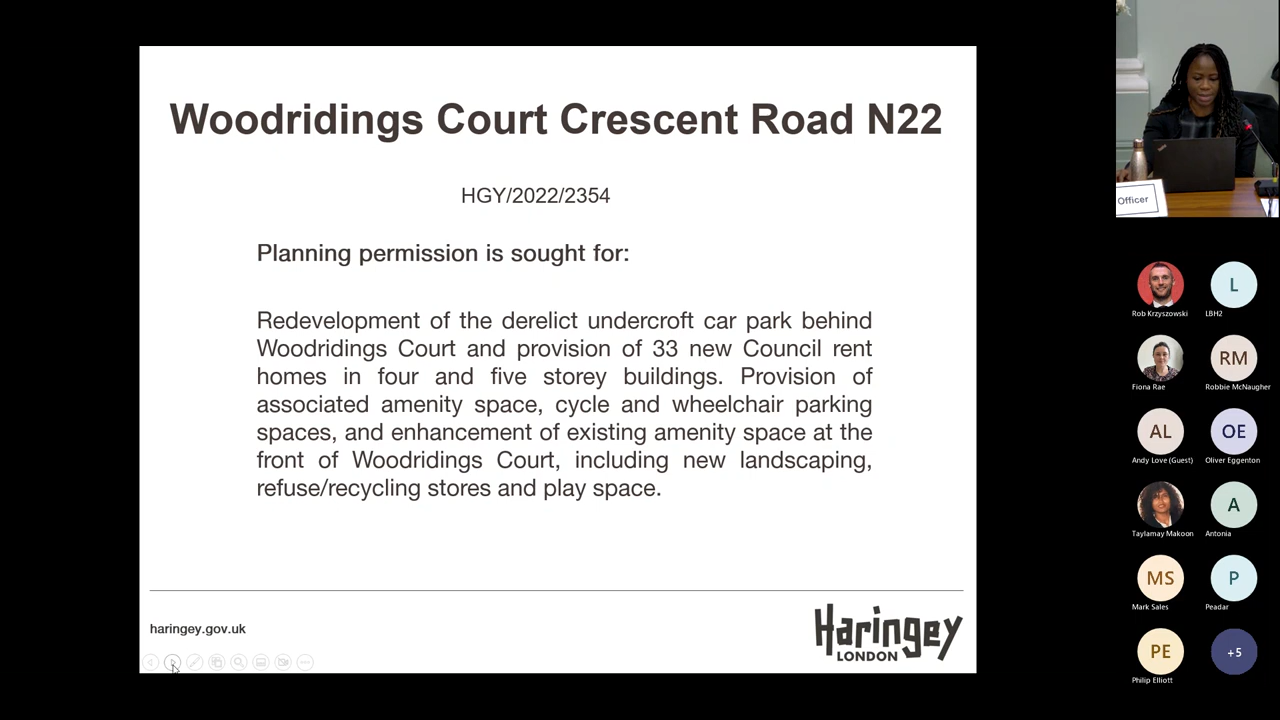 Woodridings Court Crescent Road N22
HGY/2022/2354
Planning permission is sought for:
Redevelopment of the derelict undercroft car park behind
Woodridings Court and provision of 33 new Council rent
homes in four and five storey buildings. Provision of
associated amenity space, cycle and wheelchair parking
spaces, and enhancement of existing amenity space at the
front of Woodridings Court, including new landscaping,
refuse/recycling stores and play space.
haringey.gov.uk
Haringey
LONDON
Officer
Rob Krzyszowski
L
LBH2
Fiona Rae
RM
Robbie McNaugher
AL
Andy Love (Guest)
OE
Oliver Eggenton
Taylamay Makoon
A
Antonia
MS
Mark Sales
P
Peadar
PE
Philip Elliott
+5